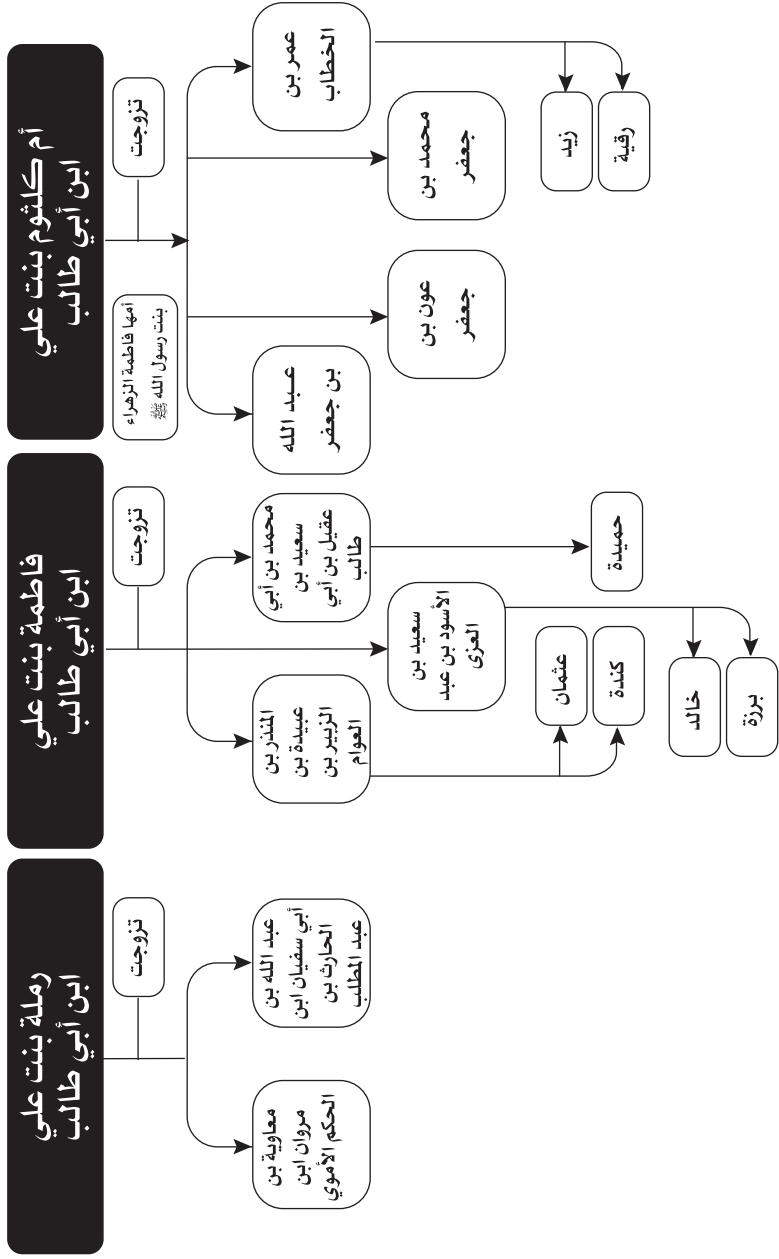 أم كلثوم بنت علي
ابن أبي طالب
تزوجت
أمها فاطمة الزهراء
بنت رسول الله ﷺ
عمر بن
الخطاب
محمد بن
جعفر
عون بن
جعفر
عبد الله
بن جعفر
زيد
رقية
فاطمة بنت علي
ابن أبي طالب
تزوجت
محمد بن أبي
سعيد بن
عقيل بن أبي
طالب
سعيد بن
الأسود بن عبد
العزى
المنذر بن
عبيدة بن
الزبير بن
العوام
حميدة
عثمان
كندة
خالد
برزة
رملة بنت علي
ابن أبي طالب
تزوجت
عبد الله بن
أبي سفيان ابن
الحارث بن
عبد المطلب
معاوية بن
مروان ابن
الحكم الأموي